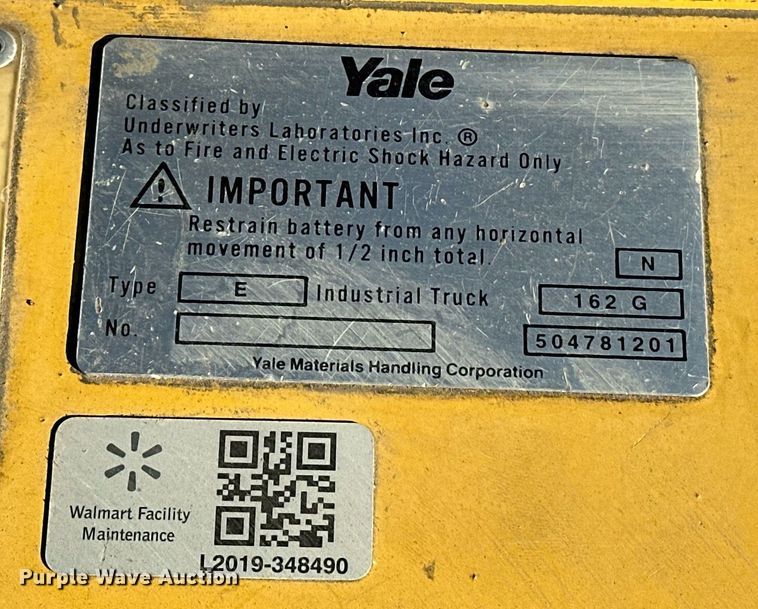 Yale
Classified by
Underwriters Laboratories Inc. ®
As to Fire and Electric Shock Hazard Only
IMPORTANT
Restrain battery from any horizontal
movement of 1/2 inch total.
N
Type E Industrial Truck 162 G
No. 504781201
Yale Materials Handling Corporation
Walmart Facility
Maintenance
L2019-348490
Purple Wave Auction